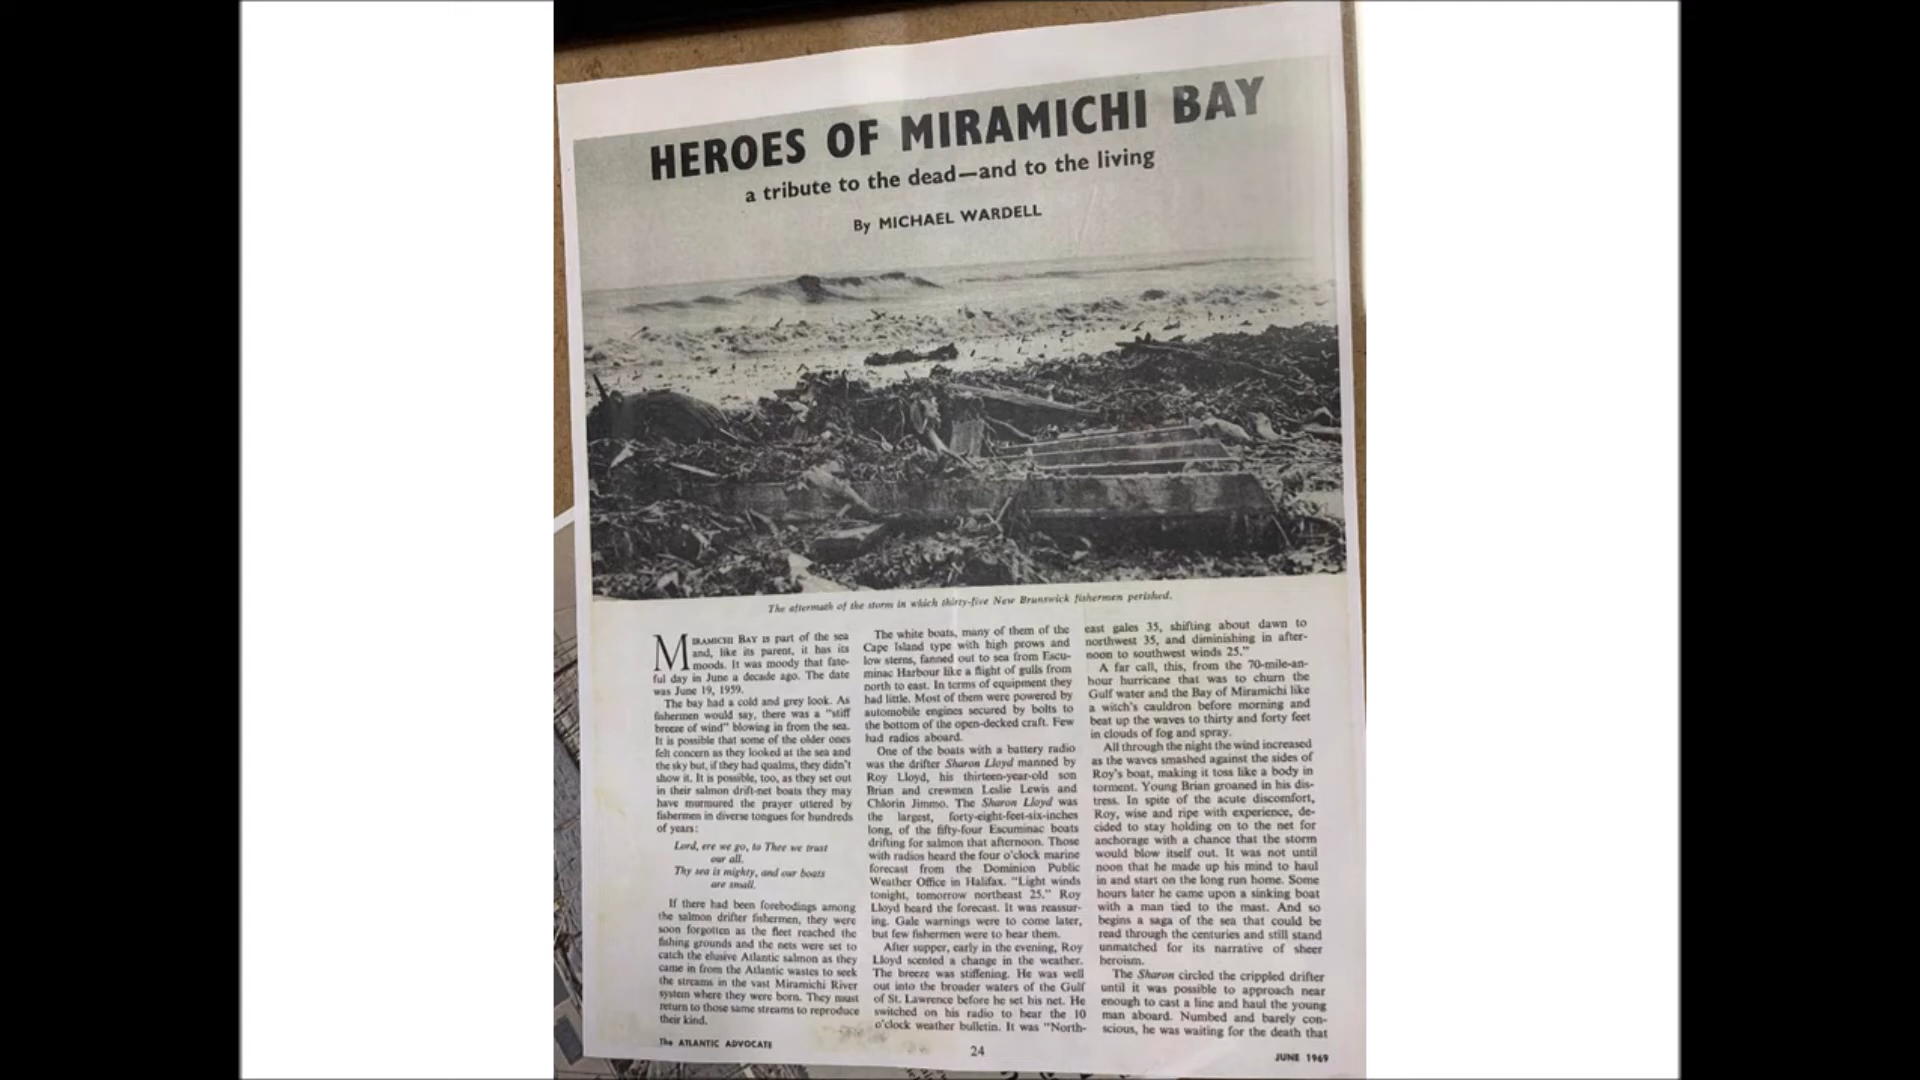 HEROES OF MIRAMICHI BAY
a tribute to the dead—and to the living
By MICHAEL WARDELL
The aftermath of the storm in which thirty-five New Brunswick fishermen perished.
MIRAMICHI BAY is part of the sea
and, like its parent, it has its
moods. It was moody that fate-
ful day in June a decade ago. The date
was June 19, 1959.
The bay had a cold and grey look. As
fishermen would say, there was a "stiff
breeze of wind" blowing in from the sea.
It is possible that some of the older ones
felt concern as they looked at the sea and
the sky but, if they had qualms, they didn't
show it. It is possible, too, as they set out
in their salmon drift-net boats they may
have murmured the prayer uttered by
fishermen in diverse tongues for hundreds
of years:
Lord, ere we go, to Thee we trust
our all.
Thy sea is mighty, and our boats
are small.
If there had been forebodings among
the salmon drifter fishermen, they were
soon forgotten as the fleet reached the
fishing grounds and the nets were set to
catch the elusive Atlantic salmon as they
came in from the Atlantic wastes to seek
the streams in the vast Miramichi River
system where they were born. They must
return to those same streams to reproduce
their kind.
The white boats, many of them of the
Cape Island type with high prows and
low sterns, fanned out to sea from Escu-
minac Harbour like a flight of gulls from
north to east. In terms of equipment they
had little. Most of them were powered by
automobile engines secured by bolts to
the bottom of the open-decked craft. Few
had radios aboard.
One of the boats with a battery radio
was the drifter Sharon Lloyd manned by
Roy Lloyd, his thirteen-year-old son
Brian and crewmen Leslie Lewis and
Chlorin Jimmo. The Sharon Lloyd was
the largest, forty-eight-feet-six-inches
long, of the fifty-four Escuminac boats
drifting for salmon that afternoon. Those
with radios heard the four o'clock marine
forecast from the Dominion Public
Weather Office in Halifax. "Light winds
tonight, tomorrow northeast 25." Roy
Lloyd heard the forecast. It was reassur-
ing. Gale warnings were to come later,
but few fishermen were to hear them.
After supper, early in the evening, Roy
Lloyd scented a change in the weather.
The breeze was stiffening. He was well
out into the broader waters of the Gulf
of St. Lawrence before he set his net. He
switched on his radio to hear the 10
o'clock weather bulletin. It was "North-
east gales 35, shifting about dawn to
northwest 35, and diminishing in after-
noon to southwest winds 25."
A far call, this, from the 70-mile-an-
hour hurricane that was to churn the
Gulf water and the Bay of Miramichi like
a witch's cauldron before morning and
beat up the waves to thirty and forty feet
in clouds of fog and spray.
All through the night the wind increased
as the waves smashed against the sides of
Roy's boat, making it toss like a body in
torment. Young Brian groaned in his dis-
tress. In spite of the acute discomfort,
Roy, wise and ripe with experience, de-
cided to stay holding on to the net for
anchorage with a chance that the storm
would blow itself out. It was not until
noon that he made up his mind to haul
in and start on the long run home. Some
hours later he came upon a sinking boat
with a man tied to the mast. And so
begins a saga of the sea that could be
read through the centuries and still stand
unmatched for its narrative of sheer
heroism.
The Sharon circled the crippled drifter
until it was possible to approach near
enough to cast a line and haul the young
man aboard. Numbed and barely con-
scious, he was waiting for the death that
The ATLANTIC ADVOCATE
24
JUNE 1969